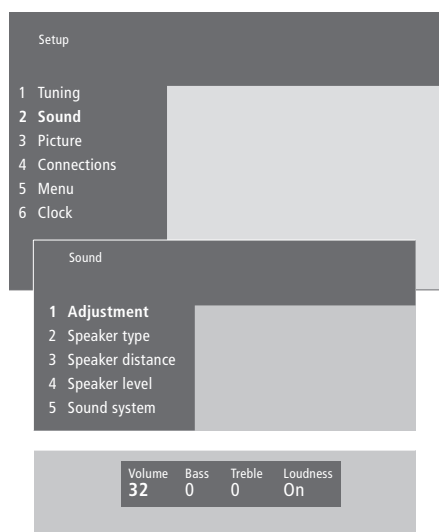 Setup
1 Tuning
2 Sound
3 Picture
4 Connections
5 Menu
6 Clock
Sound
1 Adjustment
2 Speaker type
3 Speaker distance
4 Speaker level
5 Sound system
Volume Bass Treble Loudness
32 0 0 On